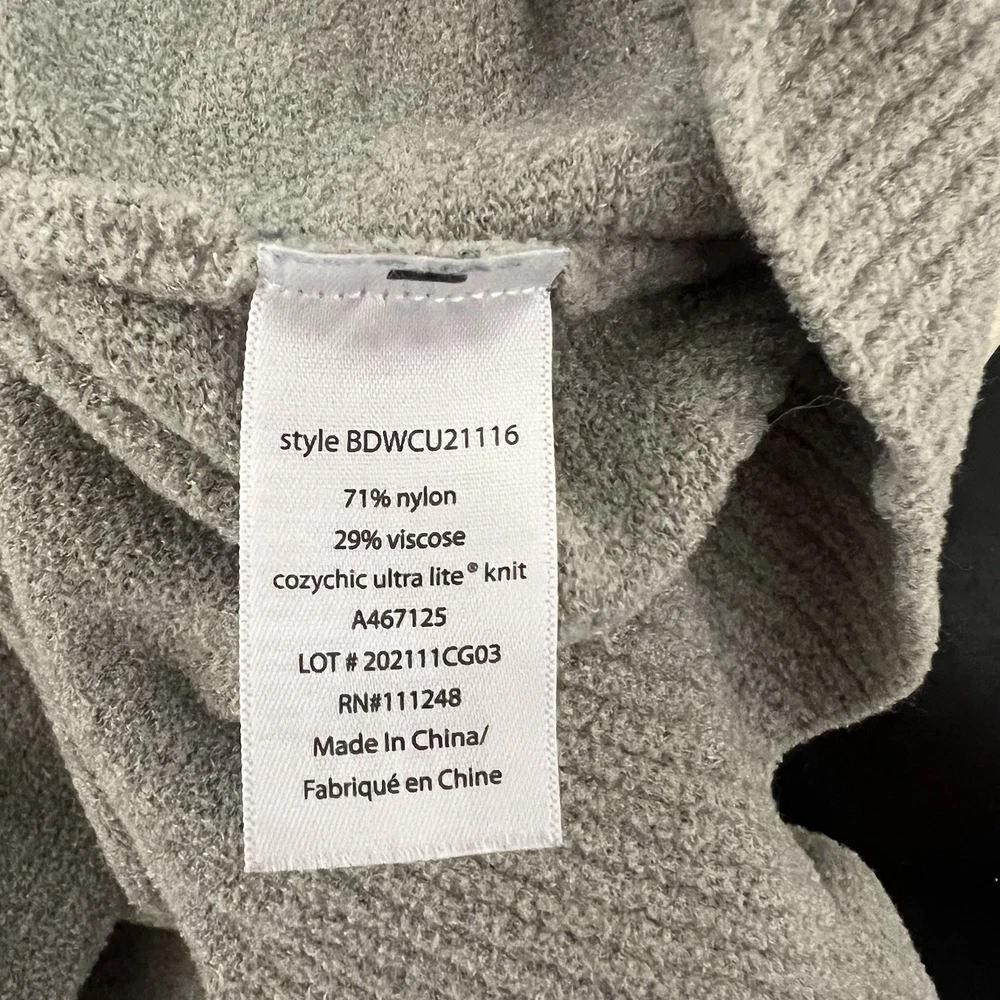 style BDWCU21116
71% nylon
29% viscose
cozychic ultra lite® knit
A467125
LOT # 202111CG03
RN#111248
Made In China/
Fabriqué en Chine